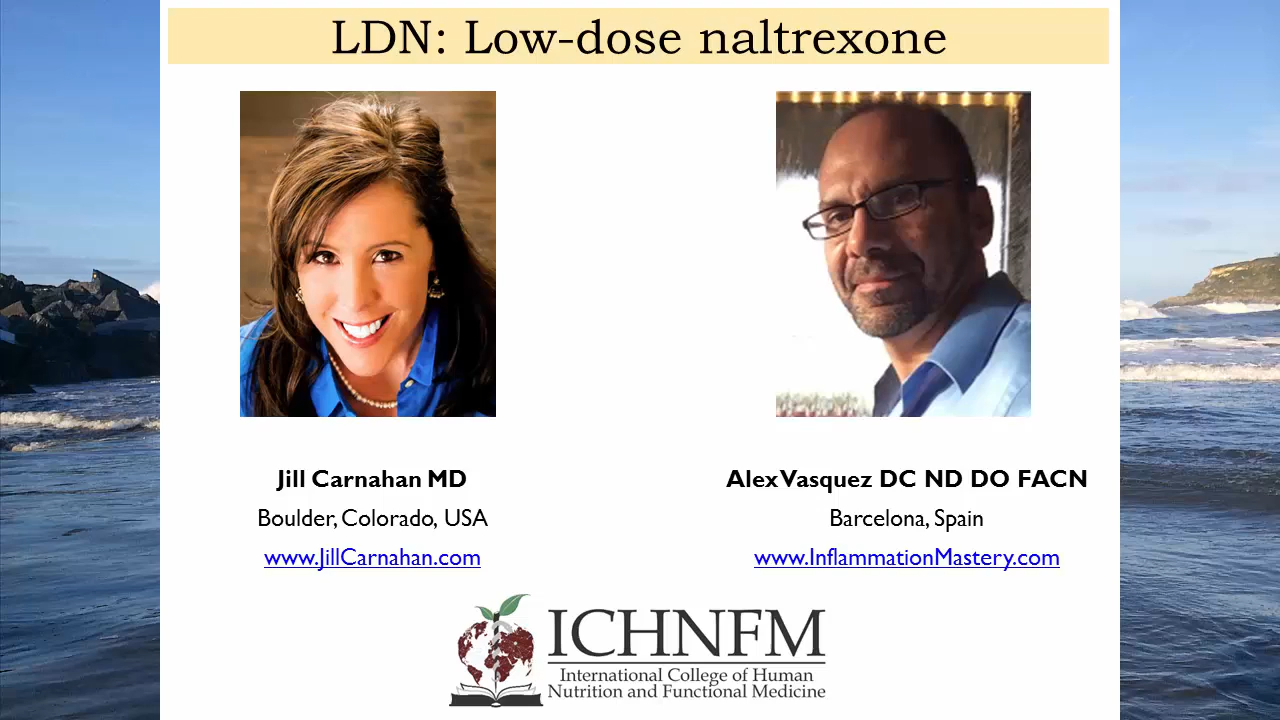 LDN: Low-dose naltrexone
Jill Carnahan MD
Boulder, Colorado, USA
www.JillCarnahan.com
Alex Vasquez DC ND DO FACN
Barcelona, Spain
www.InflammationMastery.com
ICHNFM
International College of Human
Nutrition and Functional Medicine